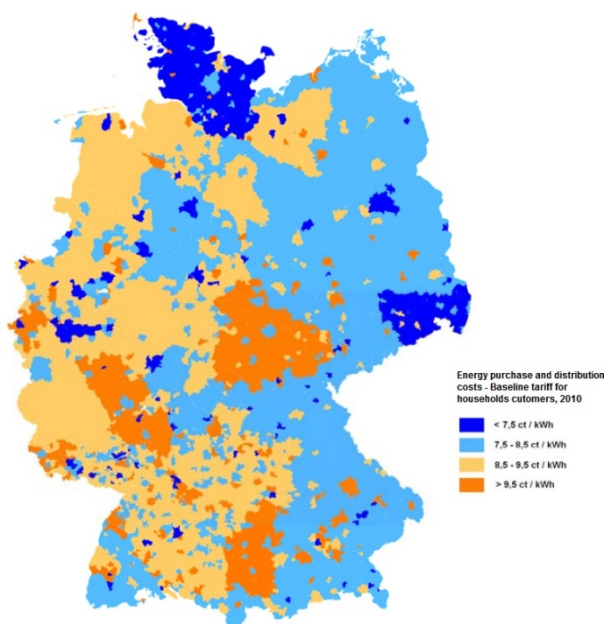 Energy purchase and distribution
costs - Baseline tariff for
households cutomers, 2010
< 7,5 ct / kWh
7,5 - 8,5 ct / kWh
8,5 - 9,5 ct / kWh
> 9,5 ct / kWh